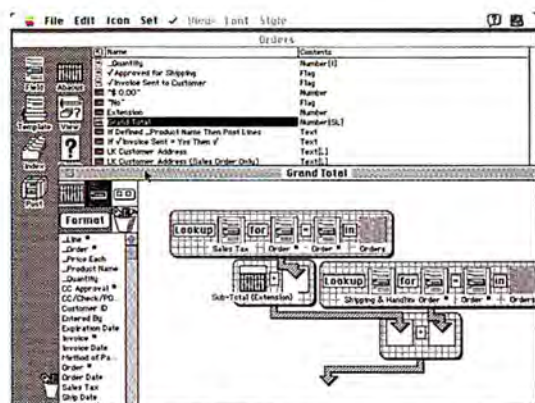 File Edit Icon Set ✓ View Font Style
Orders
Name Contents
_Quantity Number[1]
√Approved for Shipping Flag
√Invoice Sent to Customer Flag
"$ 0.00" Number
"No" Flag
Extension Number
Grand Total Number[SL]
If Defined _Product Name Then Post Lines Text
If √Invoice Sent = Yes Then √ Text
LK Customer Address Text[L]
LK Customer Address (Sales Order Only) Text[L]
Field Abacus
Template View
Index
Post
Grand Total
Format
_Line #
_Order #
_Price Each
_Product Name
_Quantity
CC Approval #
CC/Check/PO...
Customer ID
Entered By
Expiration Date
Invoice #
Invoice Date
Method of Pa...
Order #
Order Date
Sales Tax
Ship Date
Lookup for = in
Sales Tax Order # Order # Orders
Sub-Total (Extension)
Lookup for = in
Shipping & Handlin Order # Order # Orders